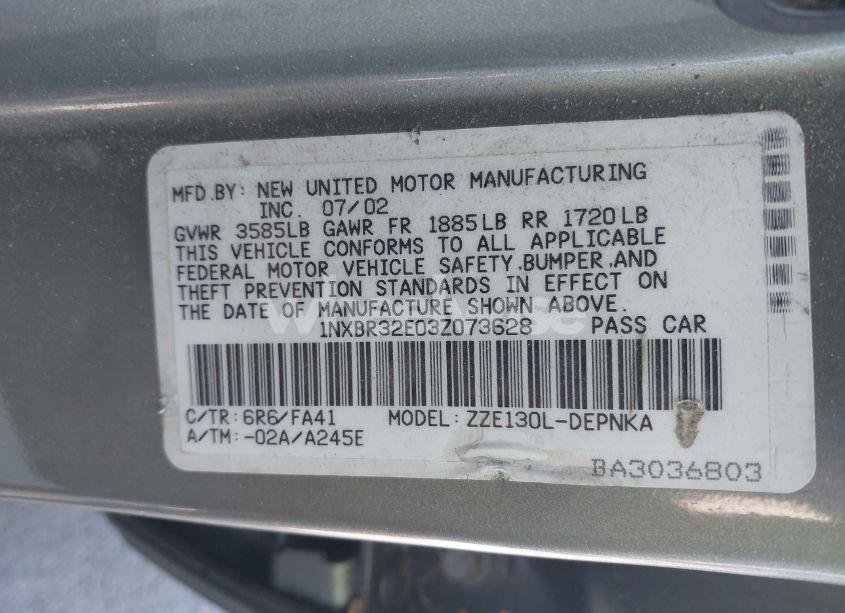 MFD.BY: NEW UNITED MOTOR MANUFACTURING
INC. 07/02
GVWR 3585LB GAWR FR 1885LB RR 1720LB
THIS VEHICLE CONFORMS TO ALL APPLICABLE
FEDERAL MOTOR VEHICLE SAFETY.BUMPER.AND
THEFT PREVENTION STANDARDS IN EFFECT ON
THE DATE OF MANUFACTURE SHOWN ABOVE.
1NXBR32E03Z073628 PASS CAR
C/TR: 6R6/FA41 MODEL: ZZE130L-DEPNKA
A/TM: -02A/A245E
BA3036803